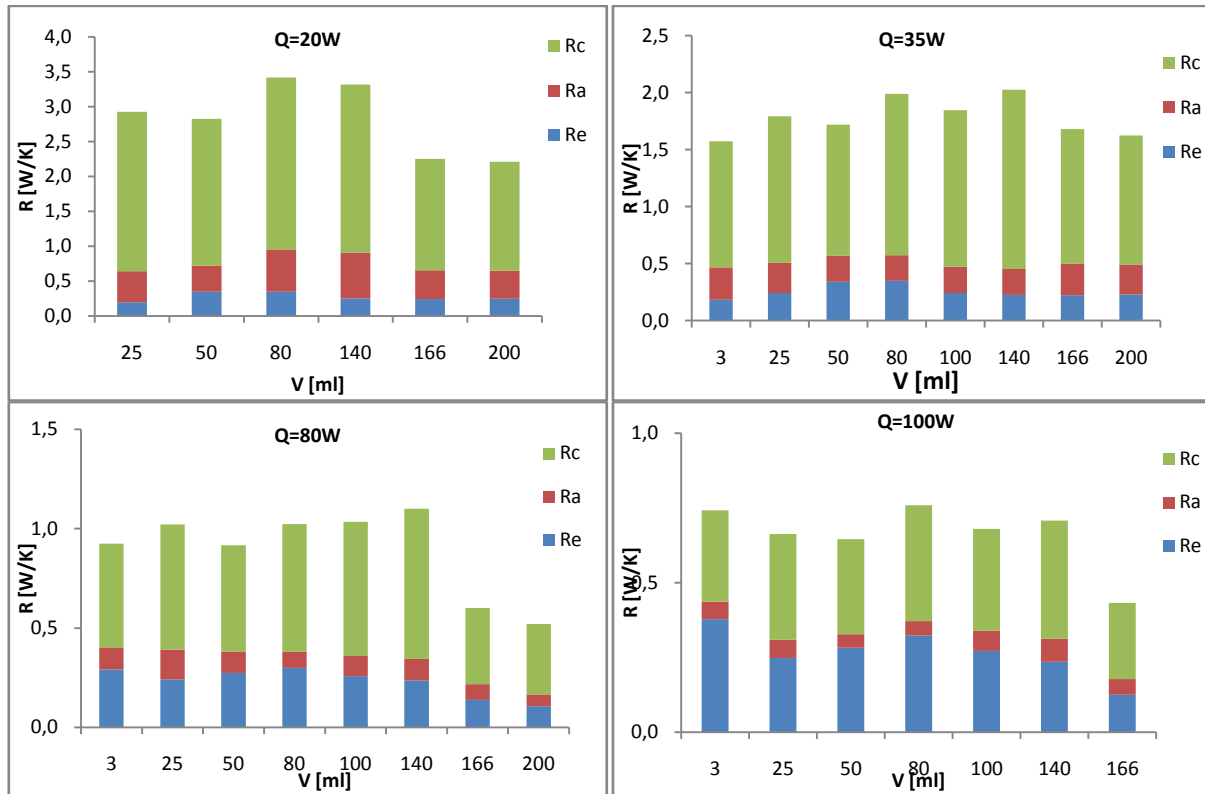 Q=20W
4,0
3,5
3,0
2,5
2,0
1,5
1,0
0,5
0,0
R [W/K]
25 50 80 140 166 200
V [ml]
Rc
Ra
Re
Q=35W
2,5
2,0
1,5
1,0
0,5
0,0
R [W/K]
3 25 50 80 100 140 166 200
V [ml]
Rc
Ra
Re
Q=80W
1,5
1,0
0,5
0,0
R [W/K]
3 25 50 80 100 140 166 200
V [ml]
Rc
Ra
Re
Q=100W
1,0
0,5
0,0
R [W/K]
3 25 50 80 100 140 166
V [ml]
Rc
Ra
Re